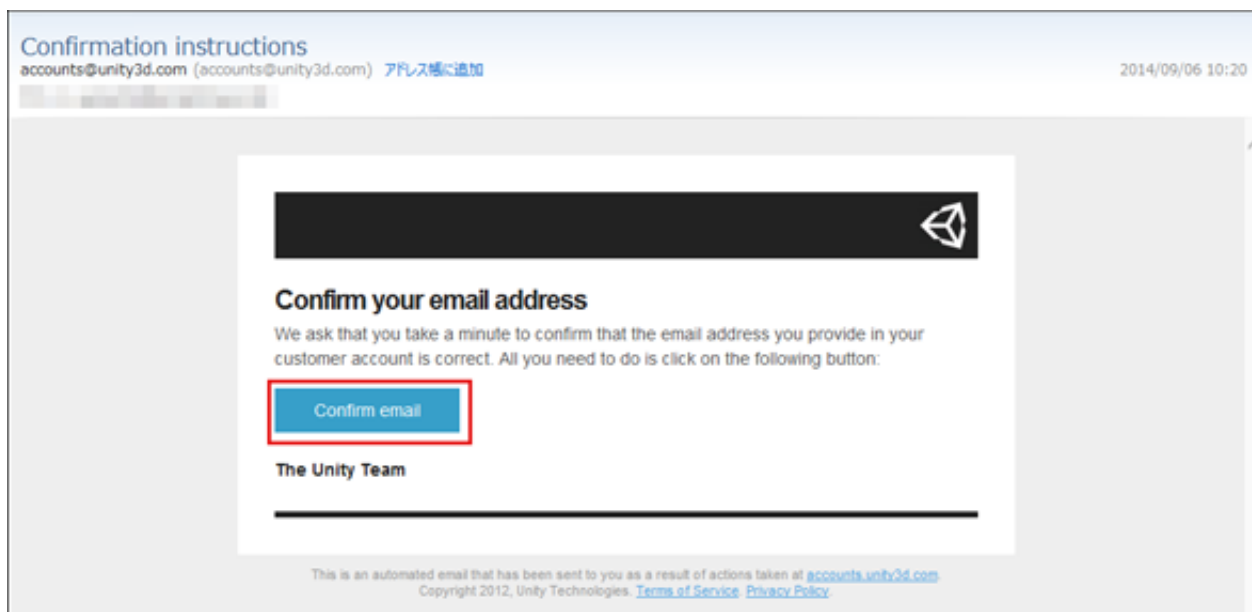 Confirmation instructions
accounts@unity3d.com (accounts@unity3d.com) アドレス帳に追加
2014/09/06 10:20
Confirm your email address
We ask that you take a minute to confirm that the email address you provide in your
customer account is correct. All you need to do is click on the following button:
Confirm email
The Unity Team
This is an automated email that has been sent to you as a result of actions taken at accounts.unity3d.com.
Copyright 2012, Unity Technologies. Terms of Service. Privacy Policy.